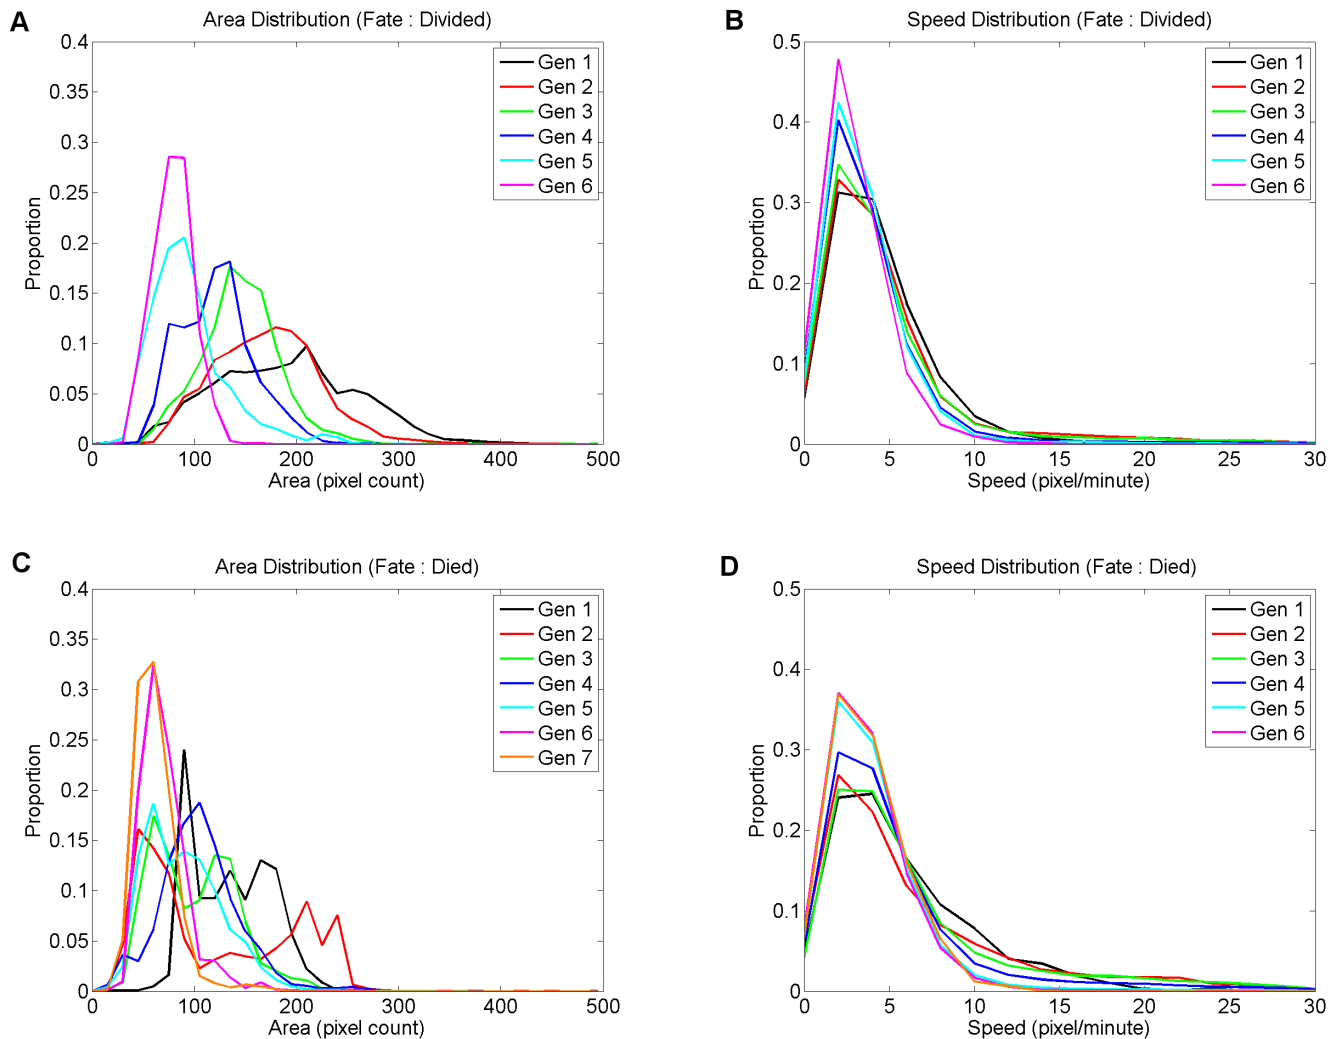 A
Area Distribution (Fate : Divided)
0.4
0.35
0.3
0.25
0.2
0.15
0.1
0.05
0
Proportion
0 100 200 300 400 500
Area (pixel count)
Gen 1
Gen 2
Gen 3
Gen 4
Gen 5
Gen 6
B
Speed Distribution (Fate : Divided)
0.5
0.4
0.3
0.2
0.1
0
Proportion
0 5 10 15 20 25 30
Speed (pixel/minute)
Gen 1
Gen 2
Gen 3
Gen 4
Gen 5
Gen 6
C
Area Distribution (Fate : Died)
0.4
0.35
0.3
0.25
0.2
0.15
0.1
0.05
0
Proportion
0 100 200 300 400 500
Area (pixel count)
Gen 1
Gen 2
Gen 3
Gen 4
Gen 5
Gen 6
Gen 7
D
Speed Distribution (Fate : Died)
0.5
0.4
0.3
0.2
0.1
0
Proportion
0 5 10 15 20 25 30
Speed (pixel/minute)
Gen 1
Gen 2
Gen 3
Gen 4
Gen 5
Gen 6